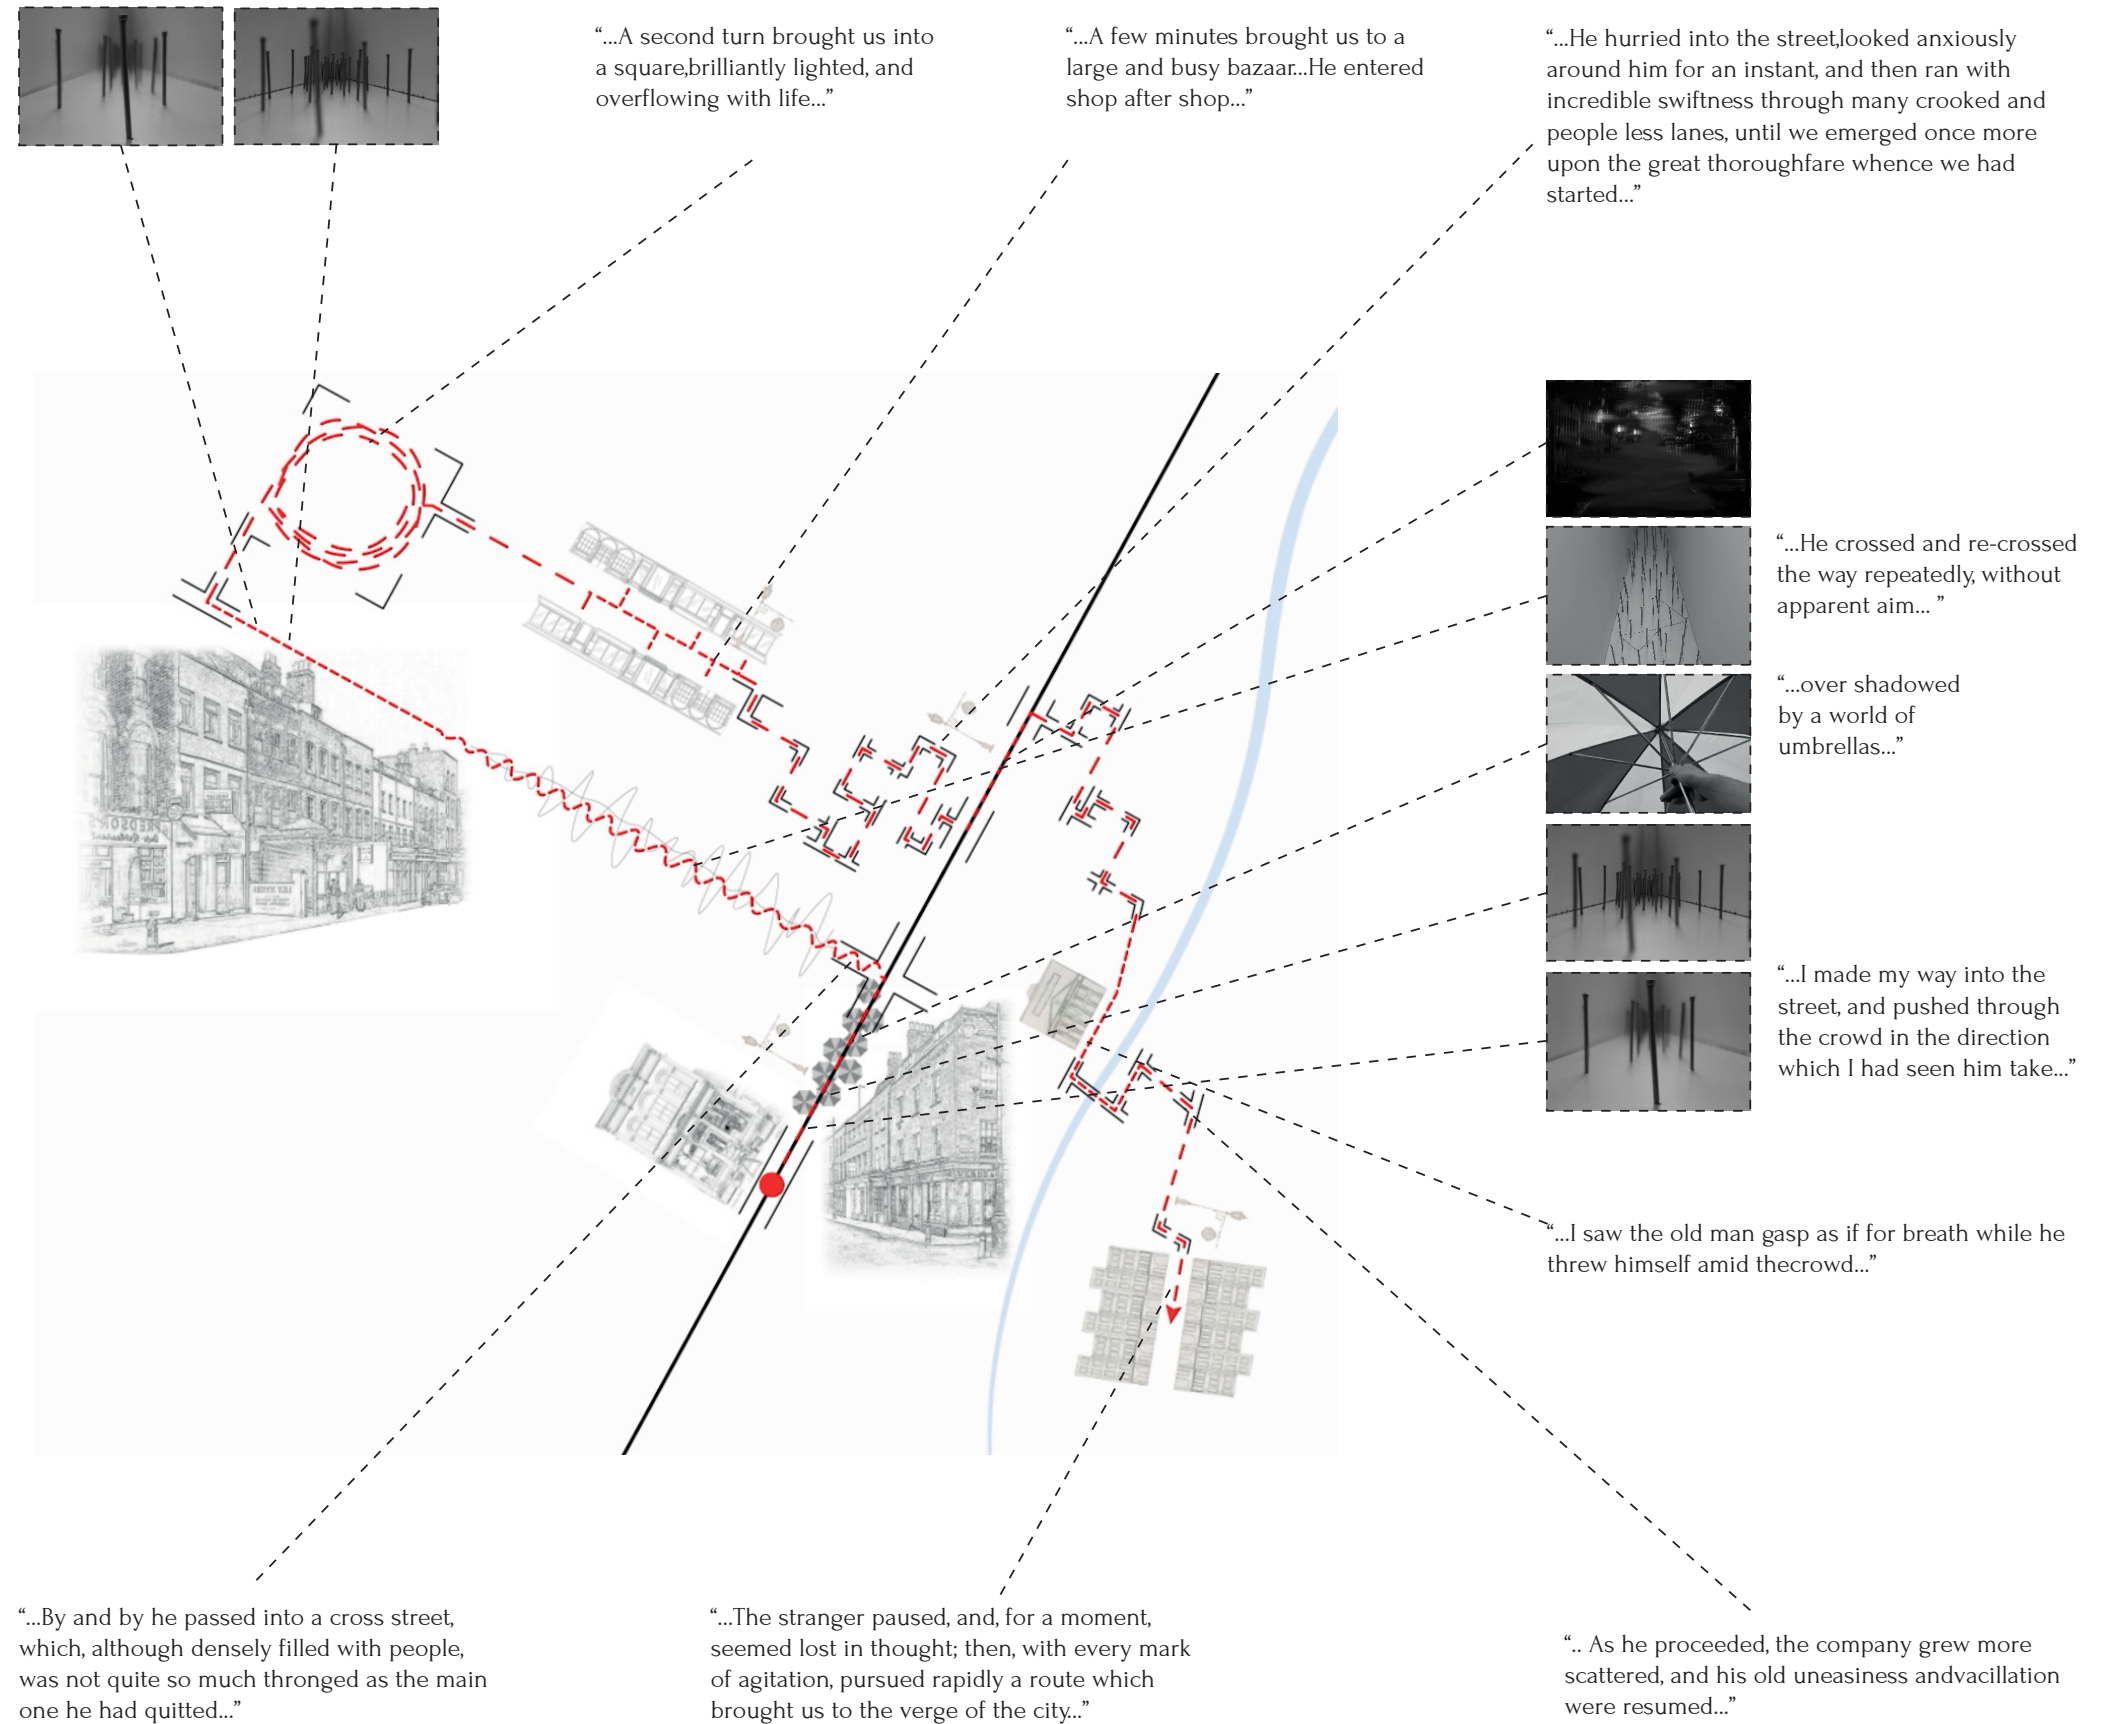 “...A second turn brought us into
a square,brilliantly lighted, and
overflowing with life...”
“...A few minutes brought us to a
large and busy bazaar...He entered
shop after shop...”
“...He hurried into the street,looked anxiously
around him for an instant, and then ran with
incredible swiftness through many crooked and
people less lanes, until we emerged once more
upon the great thoroughfare whence we had
started...”
“...He crossed and re-crossed
the way repeatedly, without
apparent aim... ”
“...over shadowed
by a world of
umbrellas...”
“...I made my way into the
street, and pushed through
the crowd in the direction
which I had seen him take...”
“...I saw the old man gasp as if for breath while he
threw himself amid thecrowd...”
“...By and by he passed into a cross street,
which, although densely filled with people,
was not quite so much thronged as the main
one he had quitted...”
“...The stranger paused, and, for a moment,
seemed lost in thought; then, with every mark
of agitation, pursued rapidly a route which
brought us to the verge of the city...”
“.. As he proceeded, the company grew more
scattered, and his old uneasiness andvacillation
were resumed...”